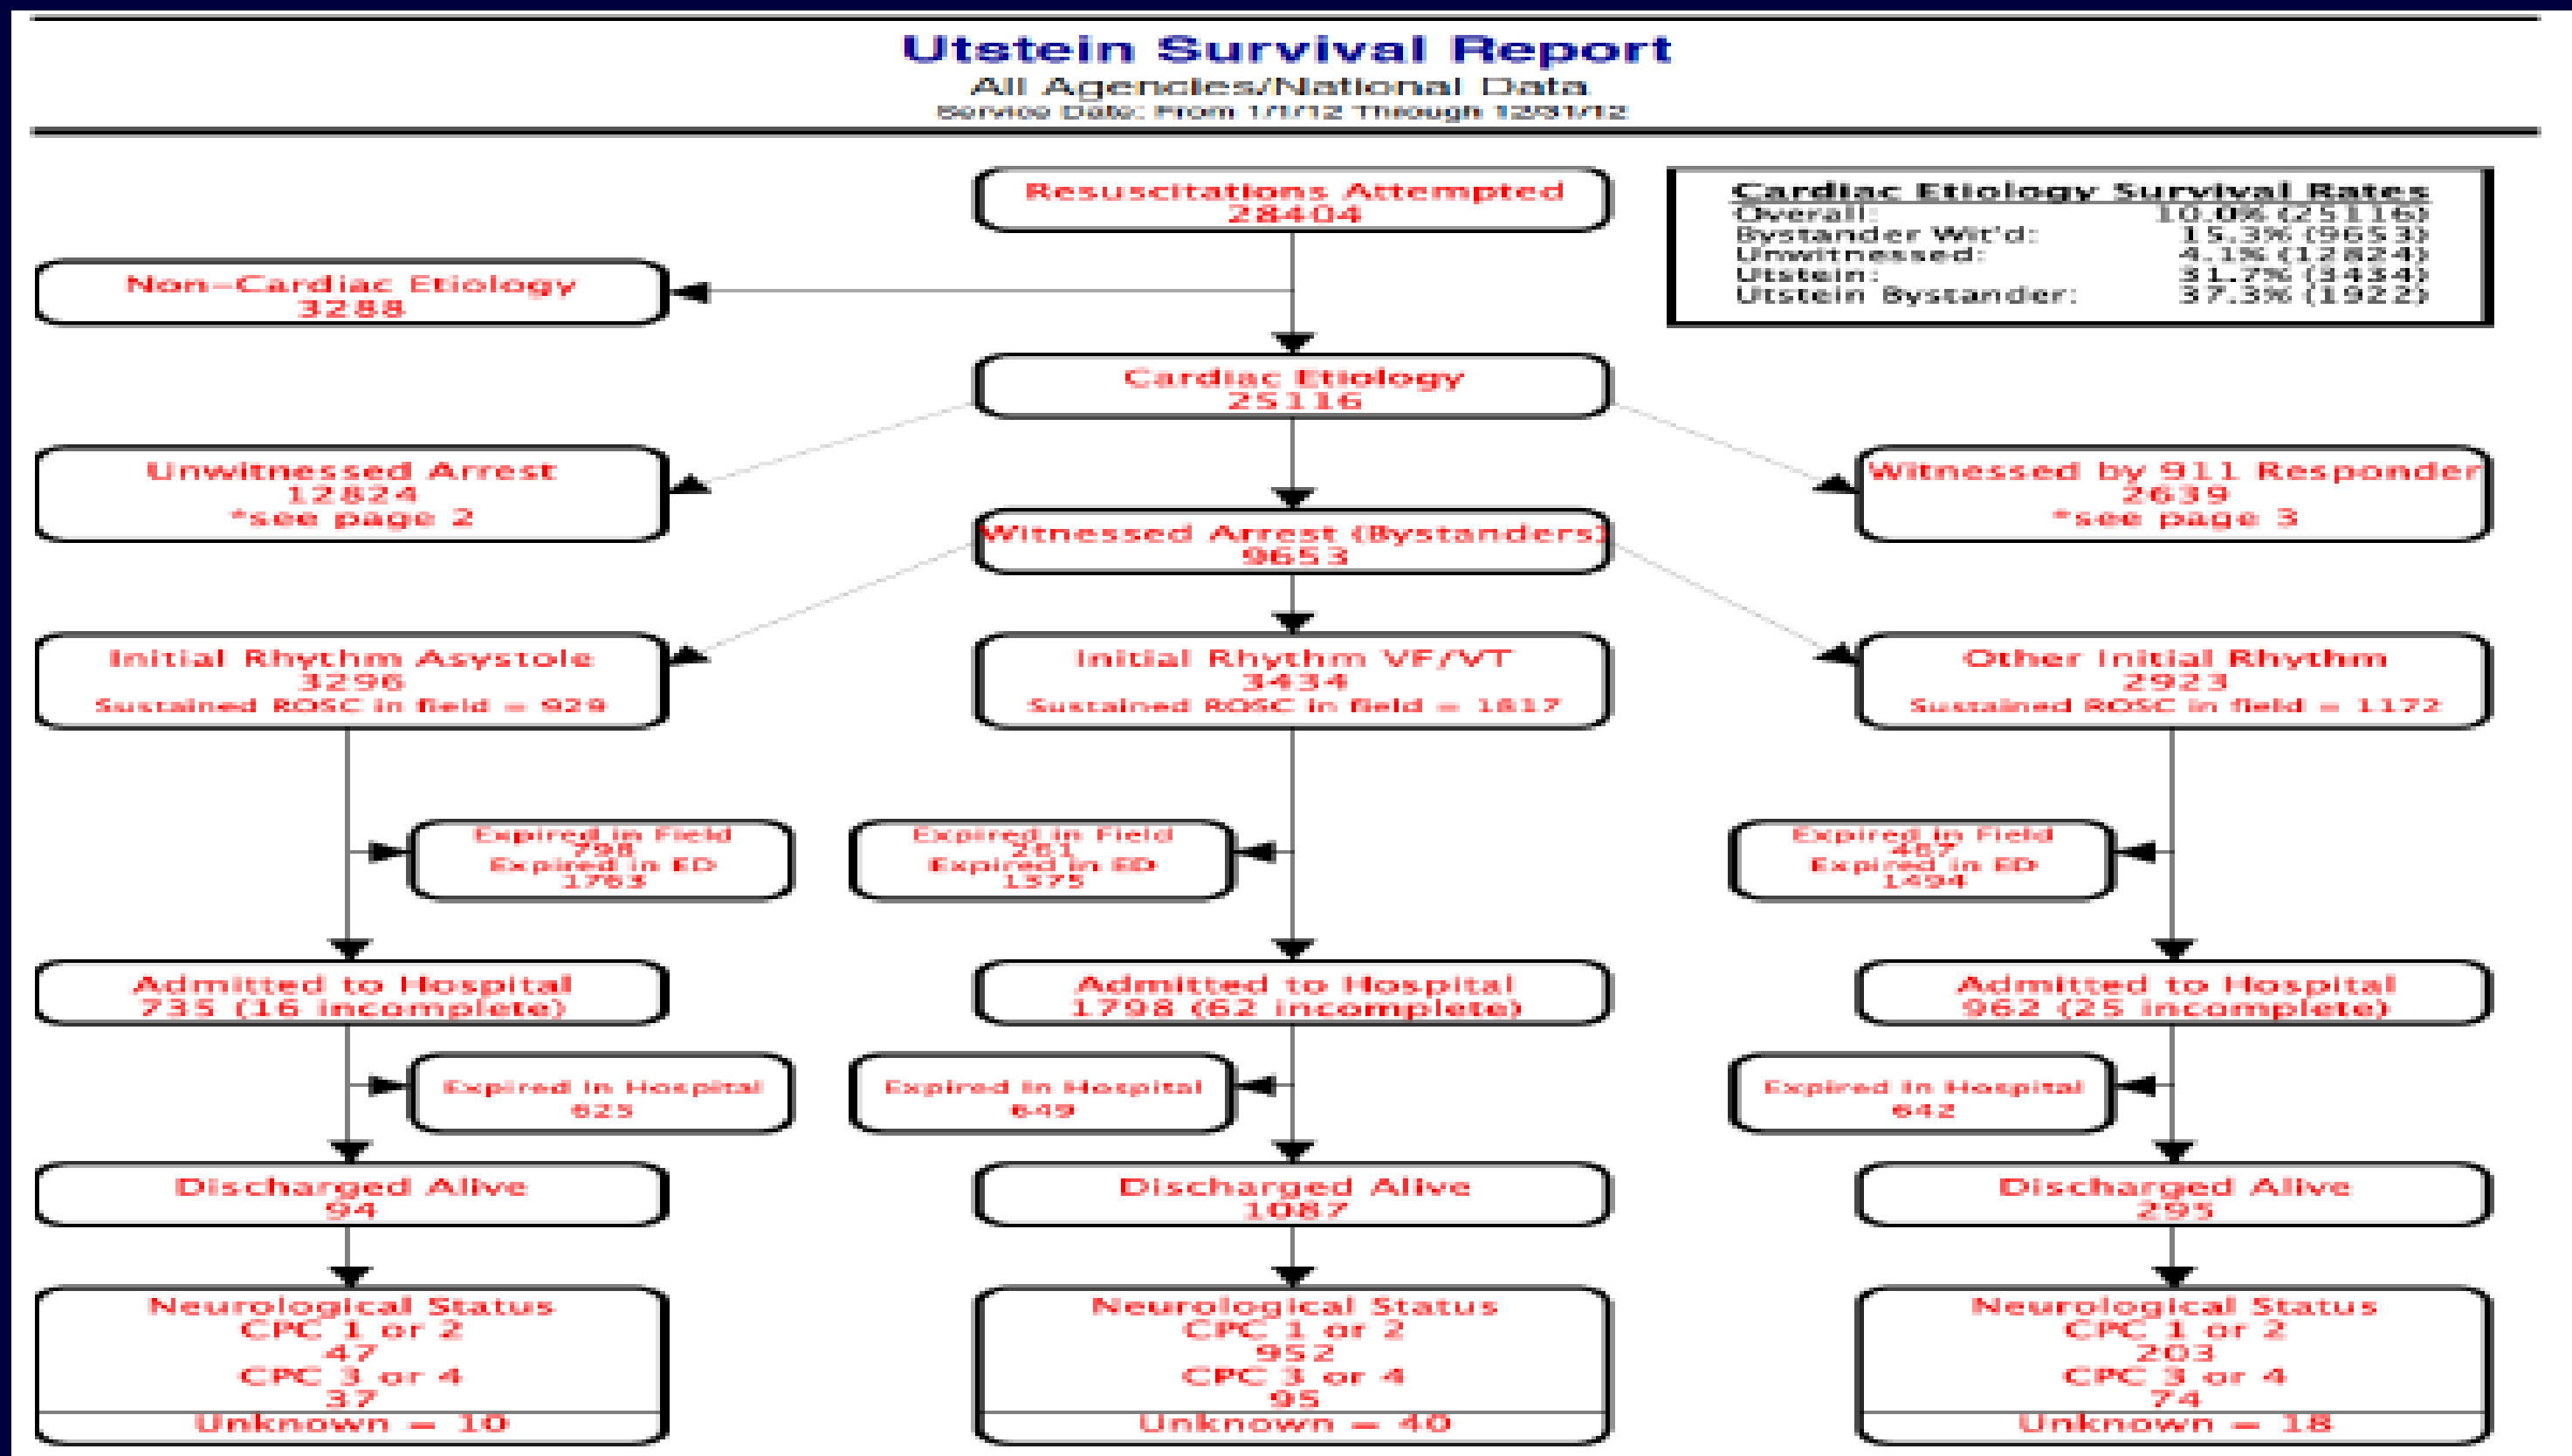 Utstein Survival Report
All Agencies/National Data
Service Date: From 1/1/12 Through 12/31/12
Resuscitations Attempted
28404
Cardiac Etiology Survival Rates
Overall: 10.0% (25116)
Bystander Wit'd: 15.3% (9653)
Unwitnessed: 4.1% (12824)
Utstein: 31.7% (3434)
Utstein Bystander: 37.3% (1922)
Non-Cardiac Etiology
3288
Cardiac Etiology
25116
Unwitnessed Arrest
12824
*see page 2
Witnessed by 911 Responder
2639
*see page 3
Witnessed Arrest (Bystanders)
9653
Initial Rhythm Asystole
3296
Sustained ROSC in field = 929
Initial Rhythm VF/VT
3434
Sustained ROSC in field = 1817
Other Initial Rhythm
2923
Sustained ROSC in field = 1172
Expired in Field
798
Expired in ED
1763
Expired in Field
261
Expired in ED
1375
Expired in Field
467
Expired in ED
1494
Admitted to Hospital
735 (16 incomplete)
Admitted to Hospital
1798 (62 incomplete)
Admitted to Hospital
962 (25 incomplete)
Expired in Hospital
625
Expired in Hospital
649
Expired in Hospital
642
Discharged Alive
94
Discharged Alive
1087
Discharged Alive
295
Neurological Status
CPC 1 or 2
47
CPC 3 or 4
37
Unknown = 10
Neurological Status
CPC 1 or 2
952
CPC 3 or 4
95
Unknown = 40
Neurological Status
CPC 1 or 2
203
CPC 3 or 4
74
Unknown = 18